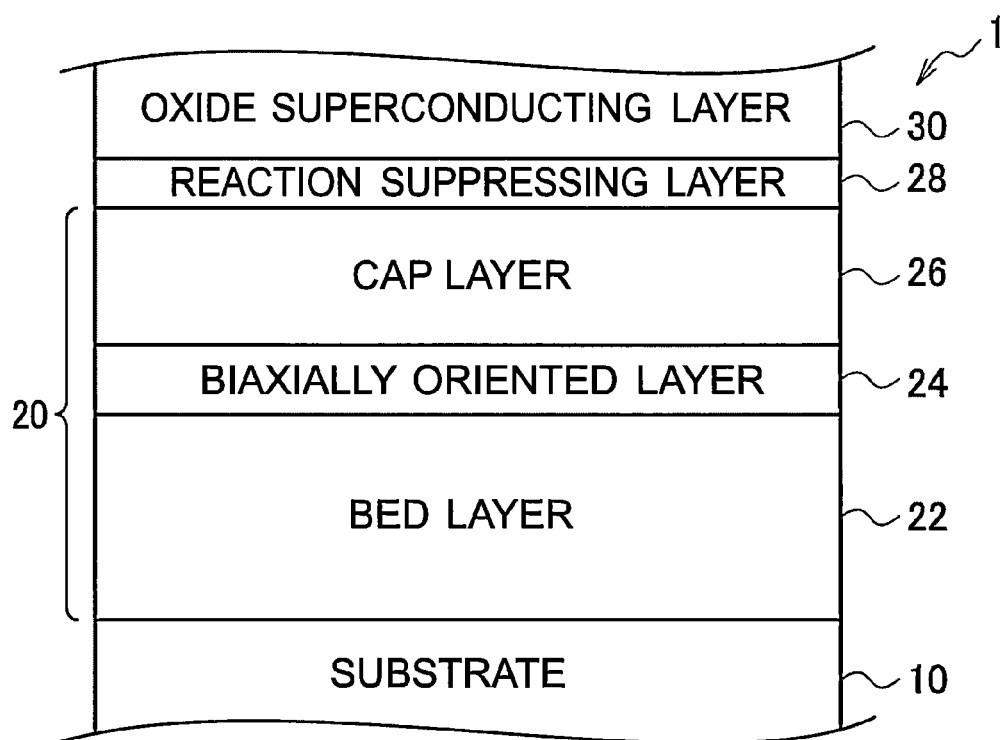 1
OXIDE SUPERCONDUCTING LAYER
30
REACTION SUPPRESSING LAYER
28
CAP LAYER
26
BIAXIALLY ORIENTED LAYER
24
20
BED LAYER
22
SUBSTRATE
10